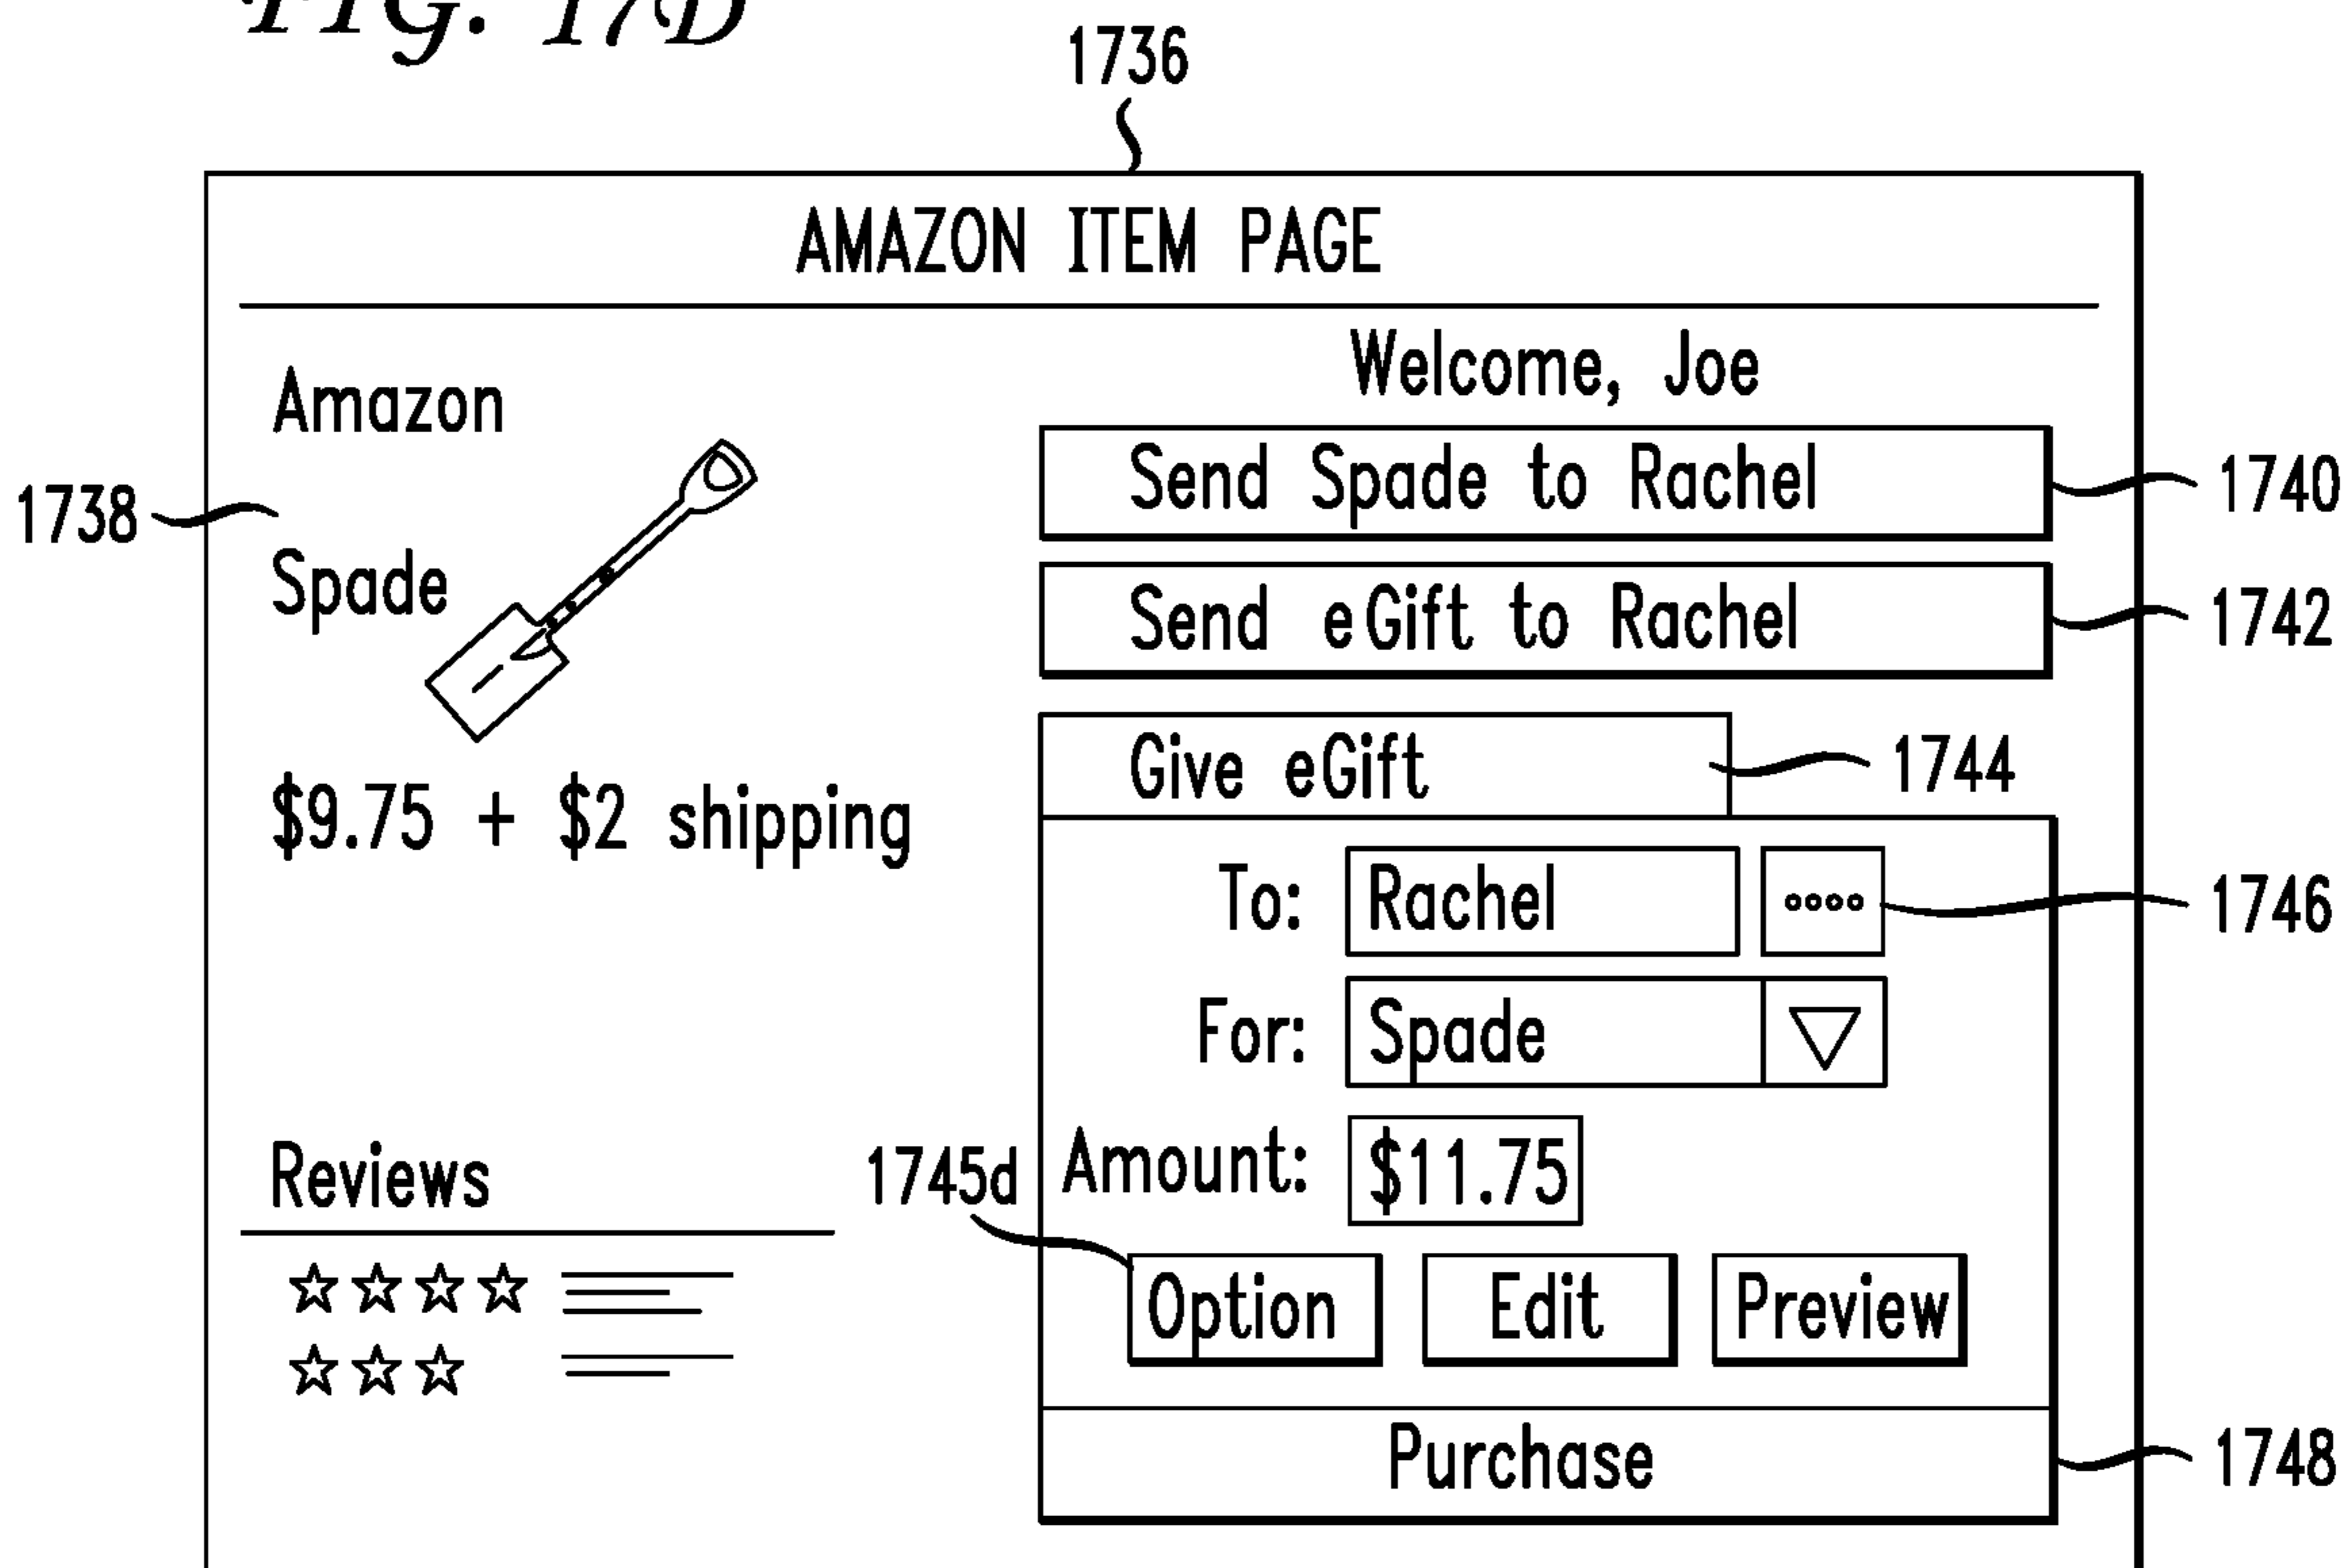 FIG. 17D
1736
AMAZON ITEM PAGE
Welcome, Joe
Amazon
1738
Spade
$9.75 + $2 shipping
Send Spade to Rachel
1740
Send eGift to Rachel
1742
Give eGift
1744
To: Rachel
1746
For: Spade
Amount: $11.75
1745d
Option Edit Preview
Purchase
1748
Reviews